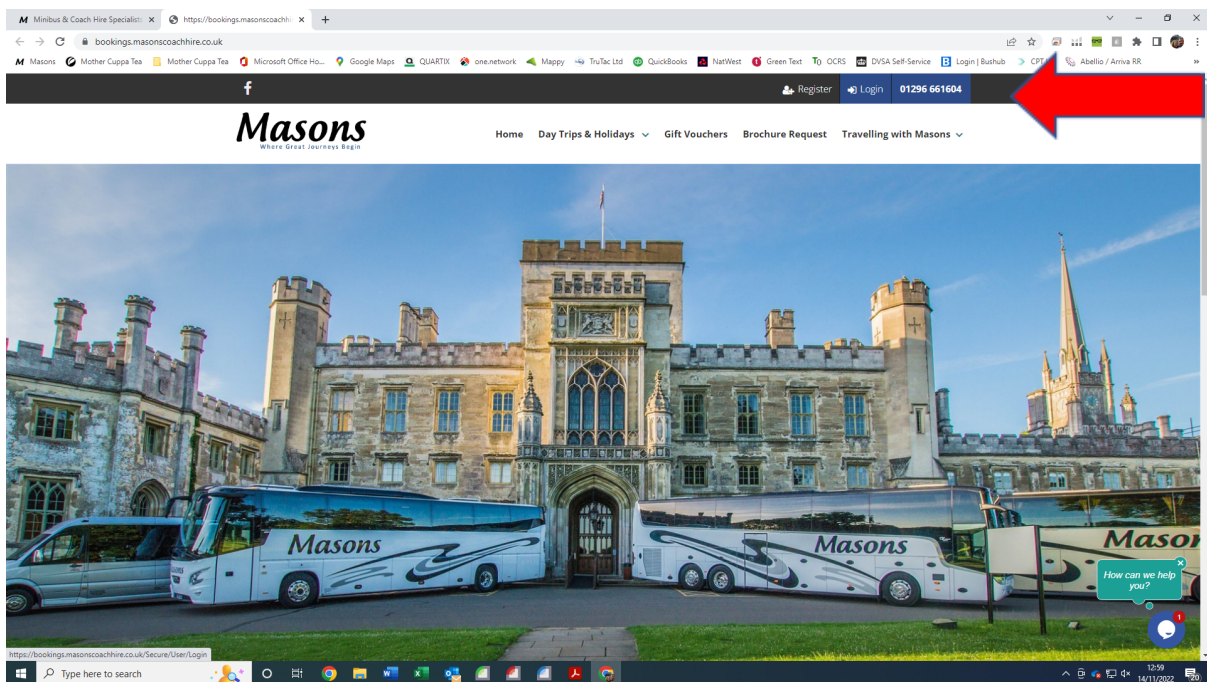 M Minibus & Coach Hire Specialists
https://bookings.masonscoachhi
bookings.masonscoachhire.co.uk
M Masons Mother Cuppa Tea Mother Cuppa Tea Microsoft Office Ho... Google Maps QUARTIX one.network Mappy TruTac Ltd QuickBooks NatWest Green Text TO OCRS DVSA Self-Service Login | Bushub CPT Abellio / Arriva RR »
f Register Login 01296 661604
Masons
Where Great Journeys Begin
Home Day Trips & Holidays Gift Vouchers Brochure Request Travelling with Masons
Masons
Masons
Mason
How can we help you?
1
https://bookings.masonscoachhire.co.uk/Secure/User/Login
Type here to search
12:59
14/11/2022
20